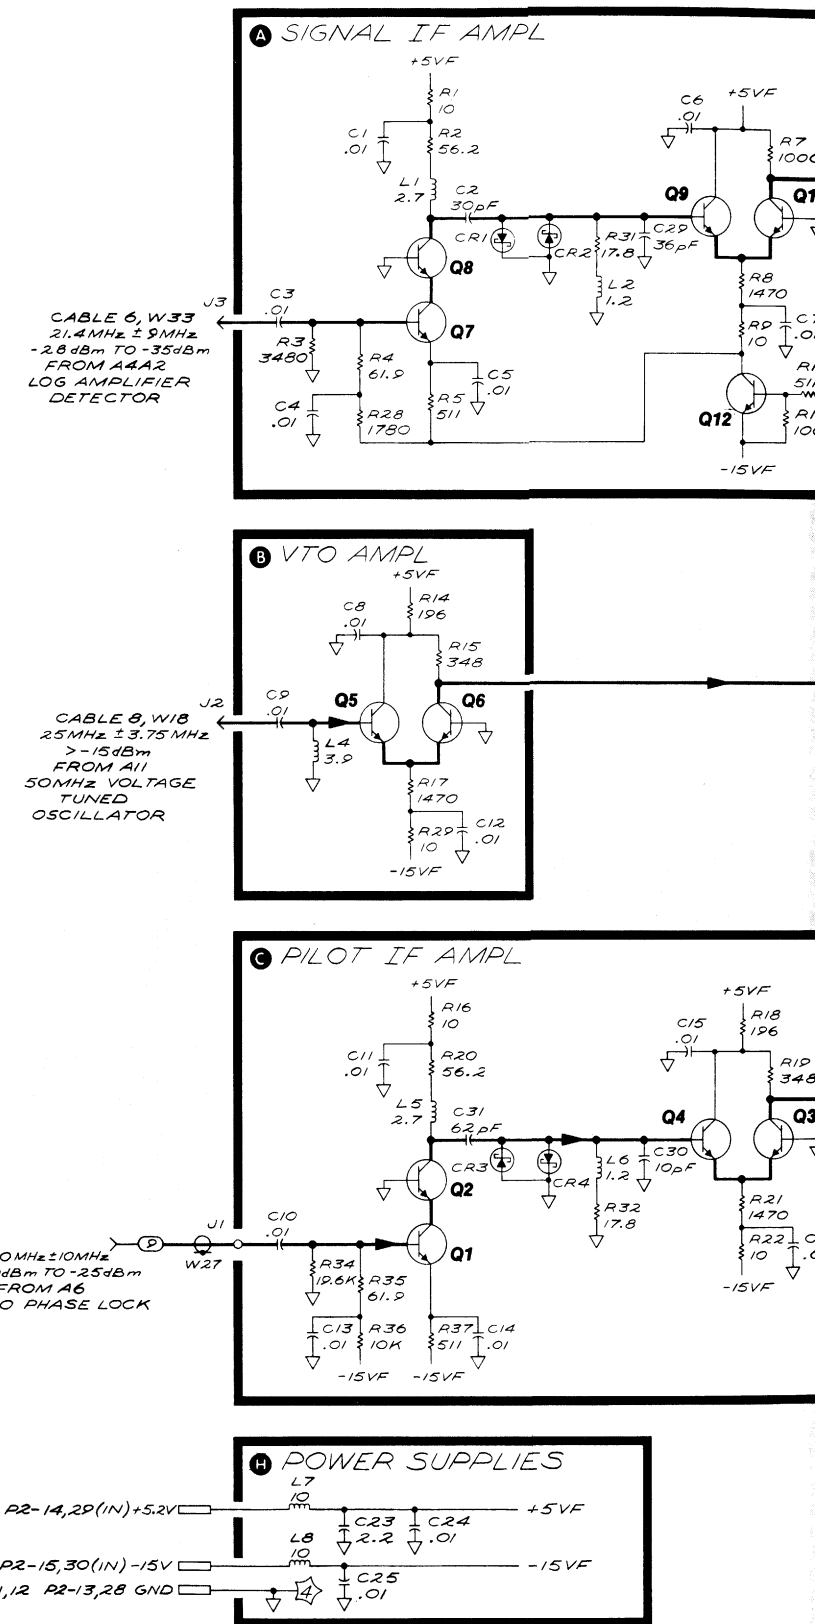 A SIGNAL IF AMPL
+5VF
R1
10
C1
.01
R2
56.2
L1
2.7
C2
30pF
CR1
CR2
R31
17.8
L2
1.2
C29
36pF
Q8
Q7
C6
.01
+5VF
R7
Q9
R8
1470
R9
10
Q12
-15VF
J3
C3
.01
CABLE 6, W33
21.4MHz ±9MHz
-28dBm TO -35dBm
FROM A4A2
LOG AMPLIFIER
DETECTOR
R3
3480
R4
61.9
C4
.01
R28
1780
R5
511
C5
.01
B VTO AMPL
+5VF
R14
196
C8
.01
R15
348
Q5
Q6
J2
C9
.01
CABLE 8, W18
25MHz ±3.75MHz
>-15dBm
FROM A11
50MHz VOLTAGE
TUNED
OSCILLATOR
L4
3.9
R17
1470
R29
10
C12
.01
-15VF
C PILOT IF AMPL
+5VF
R16
10
C11
.01
R20
56.2
L5
2.7
C31
62pF
CR3
CR4
L6
1.2
R32
17.8
C30
10pF
Q2
Q1
+5VF
C15
.01
R18
196
R19
348
Q4
Q3
R21
1470
R22
10
-15VF
J1
9
W27
C10
.01
0MHz ±10MHz
dBm TO -25dBm
FROM A6
O PHASE LOCK
R34
19.6K
R35
61.9
C13
.01
R36
10K
R37
511
C14
.01
-15VF -15VF
H POWER SUPPLIES
L7
10
P2-14,29(IN)+5.2V
+5VF
C23
2.2
C24
.01
L8
10
P2-15,30(IN)-15V
-15VF
C25
.01
1,12 P2-13,28 GND
4